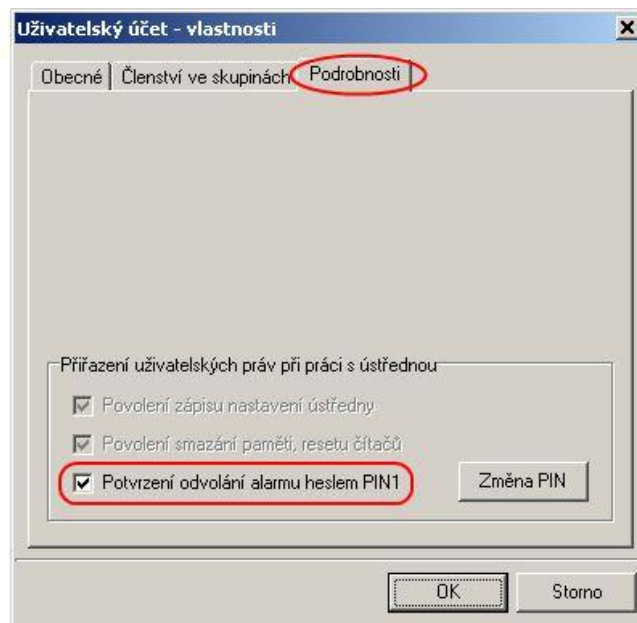 Uživatelský účet - vlastnosti
Obecné Členství ve skupinách Podrobnosti
Přiřazení uživatelských práv při práci s ústřednou
Povolení zápisu nastavení ústředny
Povolení smazání paměti, resetu čítačů
Potvrzení odvolání alarmu heslem PIN1 Změna PIN
OK Storno